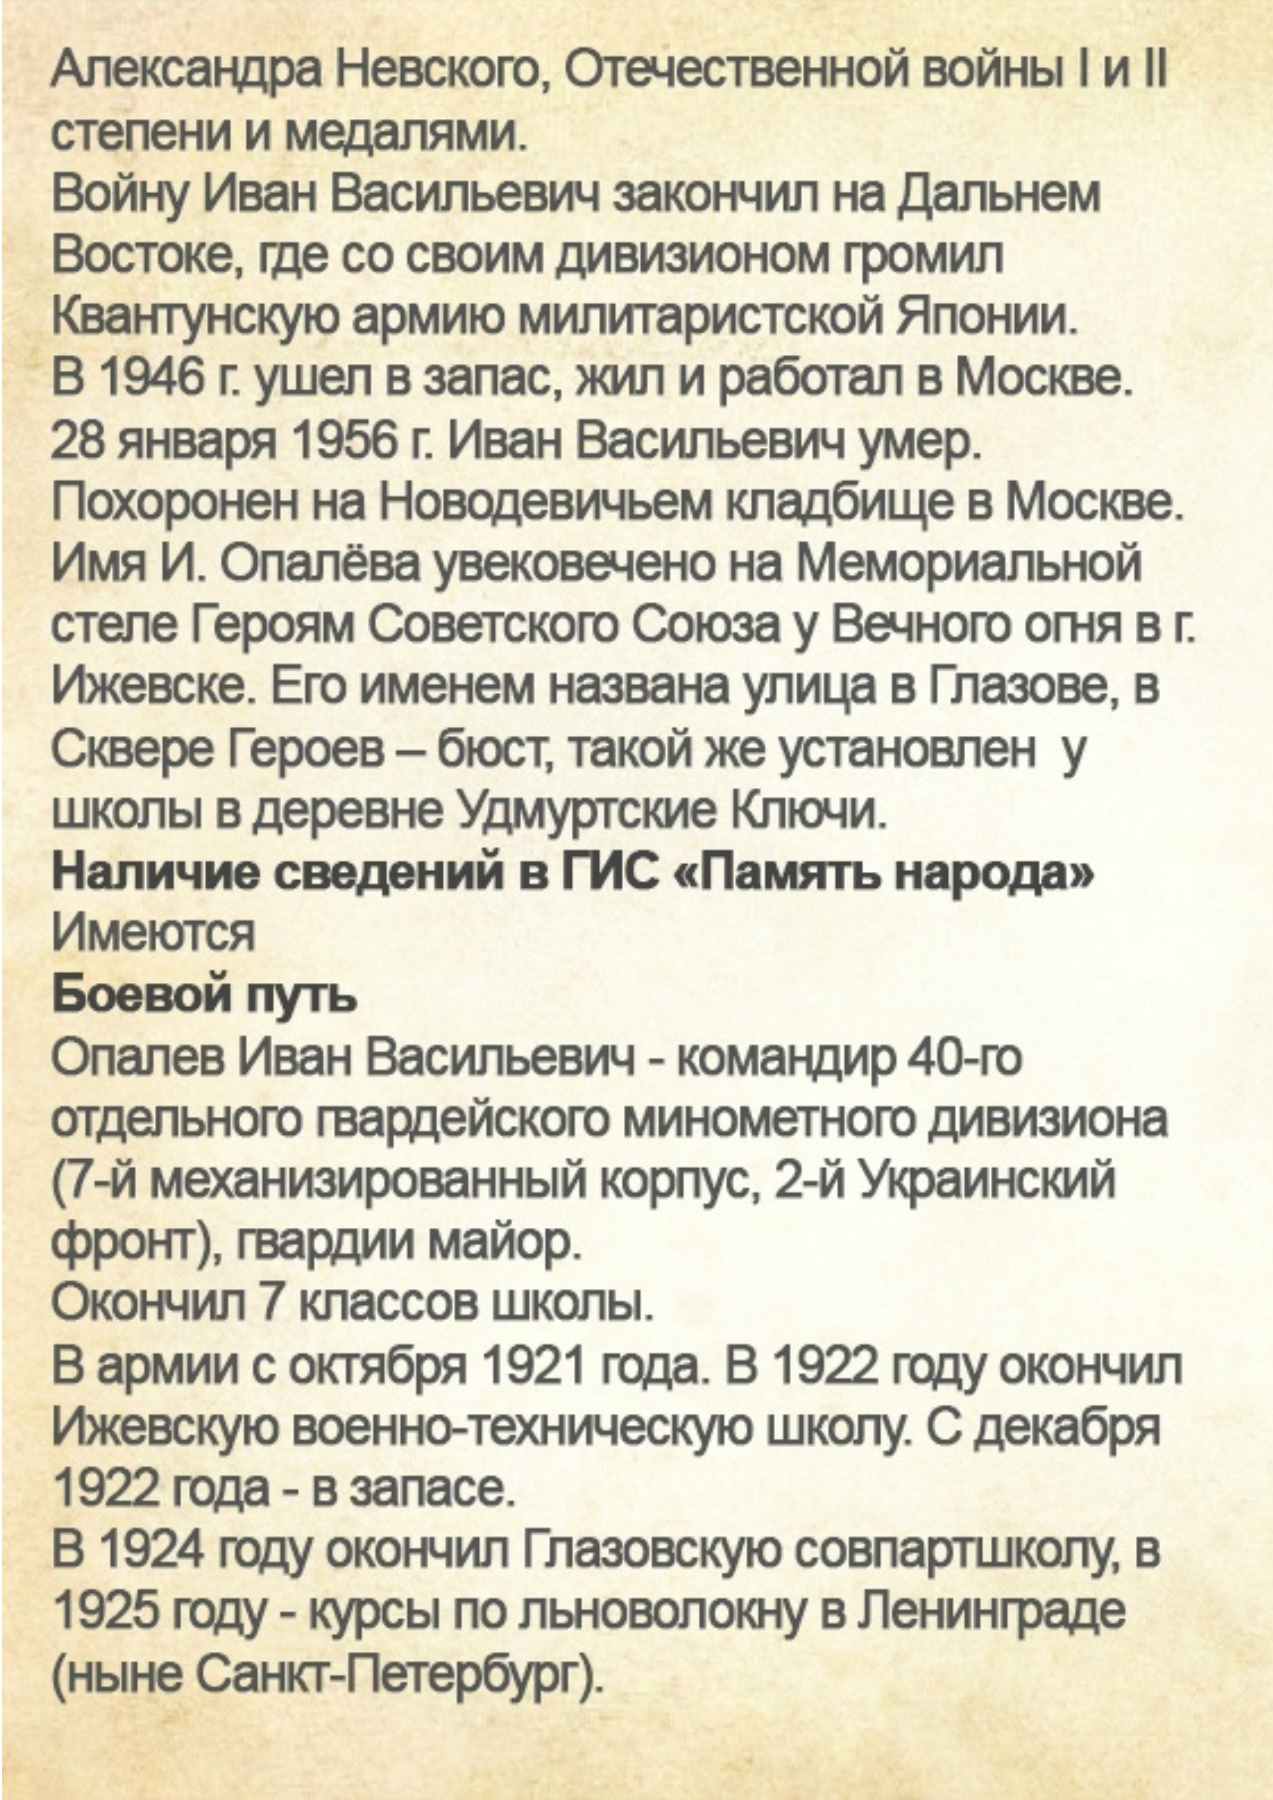 Александра Невского, Отечественной войны I и II
степени и медалями.
Войну Иван Васильевич закончил на Дальнем
Востоке, где со своим дивизионом громил
Квантунскую армию милитаристской Японии.
В 1946 г. ушел в запас, жил и работал в Москве.
28 января 1956 г. Иван Васильевич умер.
Похоронен на Новодевичьем кладбище в Москве.
Имя И. Опалёва увековечено на Мемориальной
стеле Героям Советского Союза у Вечного огня в г.
Ижевске. Его именем названа улица в Глазове, в
Сквере Героев – бюст, такой же установлен  у
школы в деревне Удмуртские Ключи.
Наличие сведений в ГИС «Память народа»
Имеются
Боевой путь
Опалев Иван Васильевич - командир 40-го
отдельного гвардейского минометного дивизиона
(7-й механизированный корпус, 2-й Украинский
фронт), гвардии майор.
Окончил 7 классов школы.
В армии с октября 1921 года. В 1922 году окончил
Ижевскую военно-техническую школу. С декабря
1922 года - в запасе.
В 1924 году окончил Глазовскую совпартшколу, в
1925 году - курсы по льноволокну в Ленинграде
(ныне Санкт-Петербург).